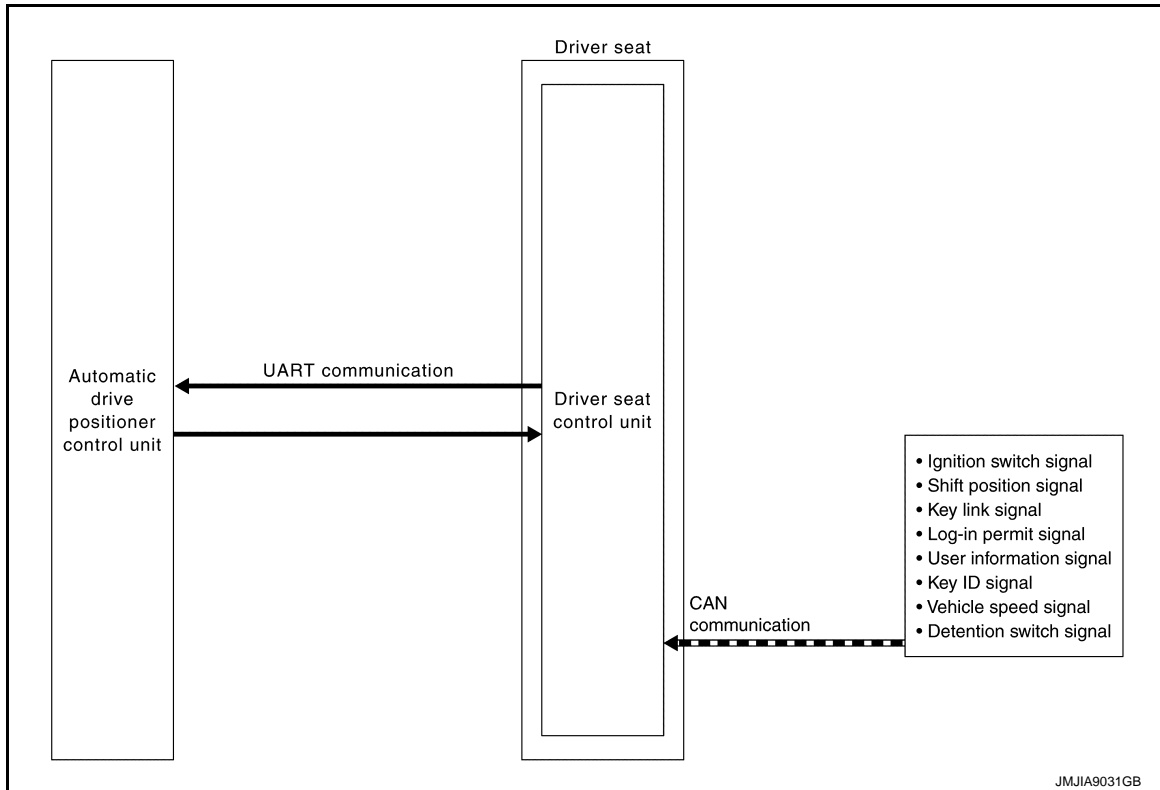 Driver seat
UART communication
Automatic
drive
positioner
control unit
Driver seat
control unit
• Ignition switch signal
• Shift position signal
• Key link signal
• Log-in permit signal
• User information signal
• Key ID signal
• Vehicle speed signal
• Detention switch signal
CAN
communication
JMJIA9031GB